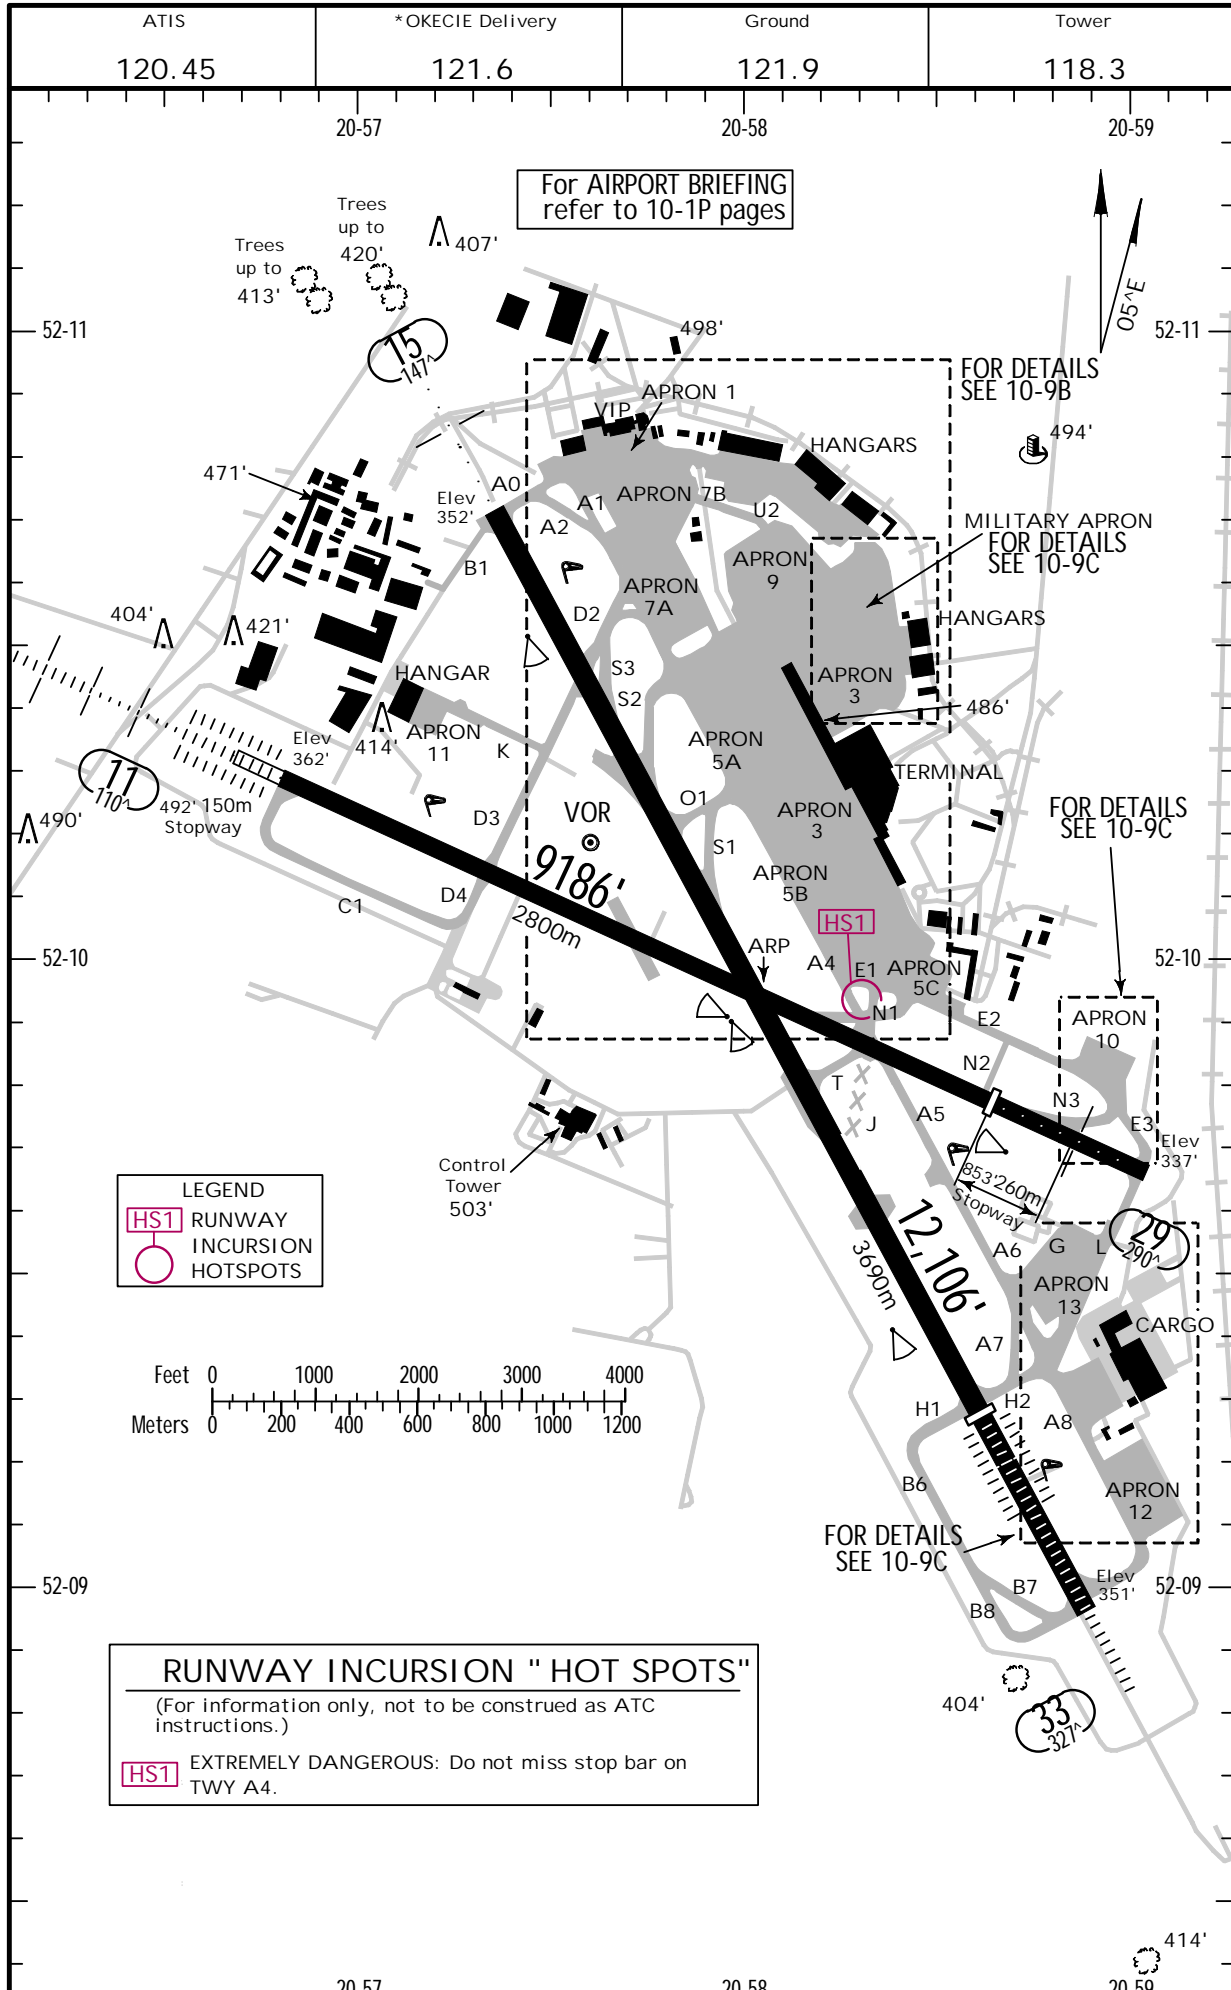 ATIS
120.45
*OKECIE Delivery
121.6
Ground
121.9
Tower
118.3
20-57
20-58
20-59
For AIRPORT BRIEFING
refer to 10-1P pages
Trees
up to
420'
407'
Trees
up to
413'
05^E
52-11
52-11
15
147^
498'
FOR DETAILS
SEE 10-9B
APRON 1
VIP
494'
HANGARS
471'
A0
Elev
352'
A1
APRON 7B
A2
U2
MILITARY APRON
FOR DETAILS
SEE 10-9C
B1
APRON
9
APRON
7A
D2
404'
421'
HANGARS
HANGAR
S3
S2
APRON
3
486'
414'
APRON
11
K
Elev
362'
APRON
5A
TERMINAL
11
110^
492' 150m
Stopway
490'
O1
D3
VOR
APRON
3
FOR DETAILS
SEE 10-9C
9186'
2800m
S1
APRON
5B
C1
D4
HS1
52-10
ARP
A4
E1
APRON
5C
52-10
N1
E2
APRON
10
N2
T
J
A5
N3
E3
Elev
337'
Control
Tower
503'
853' 260m
Stopway
LEGEND
HS1 RUNWAY
INCURSION
HOTSPOTS
12,106'
3690m
A6
G
L
29
290^
APRON
13
CARGO
A7
Feet 0 1000 2000 3000 4000
Meters 0 200 400 600 800 1000 1200
H1
H2
A8
B6
APRON
12
FOR DETAILS
SEE 10-9C
52-09
B7
B8
Elev
351'
52-09
RUNWAY INCURSION "HOT SPOTS"
(For information only, not to be construed as ATC
instructions.)
HS1 EXTREMELY DANGEROUS: Do not miss stop bar on
TWY A4.
404'
33
327^
414'
20-57
20-58
20-59